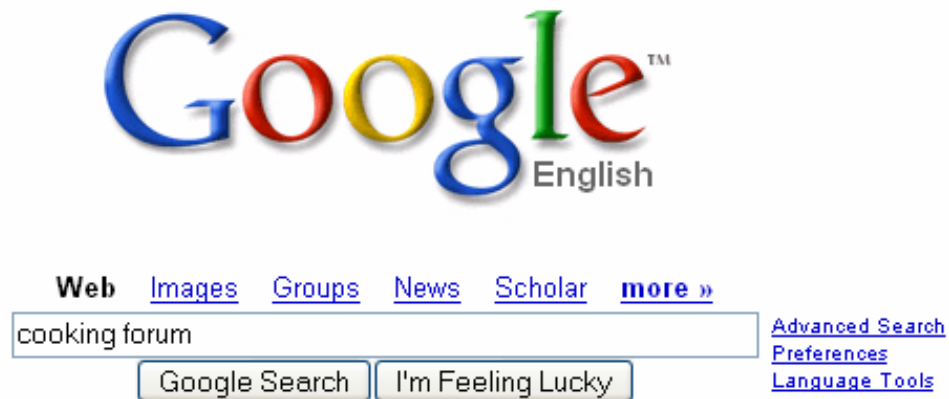 Google™
English
Web Images Groups News Scholar more »
cooking forum
Advanced Search
Preferences
Language Tools
Google Search I'm Feeling Lucky